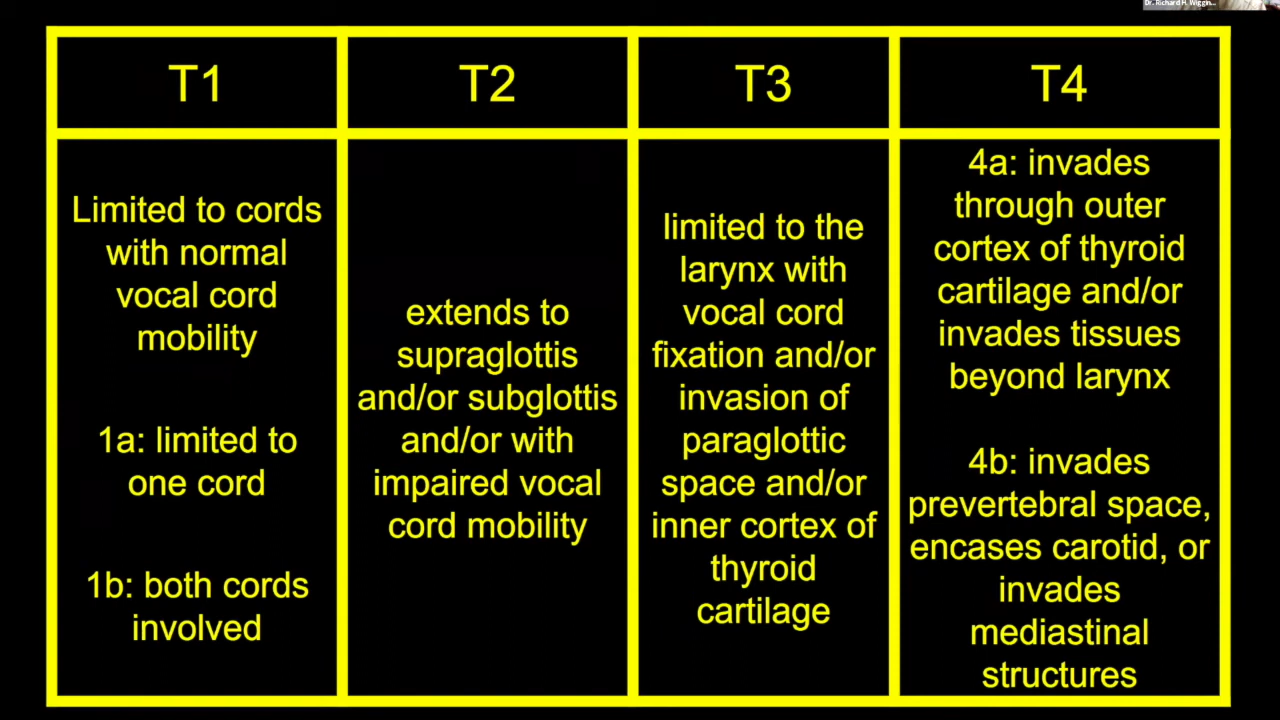 Dr. Richard H. Wiggin...
T1
T2
T3
T4
Limited to cords
with normal
vocal cord
mobility
1a: limited to
one cord
1b: both cords
involved
extends to
supraglottis
and/or subglottis
and/or with
impaired vocal
cord mobility
limited to the
larynx with
vocal cord
fixation and/or
invasion of
paraglottic
space and/or
inner cortex of
thyroid
cartilage
4a: invades
through outer
cortex of thyroid
cartilage and/or
invades tissues
beyond larynx
4b: invades
prevertebral space,
encases carotid, or
invades
mediastinal
structures